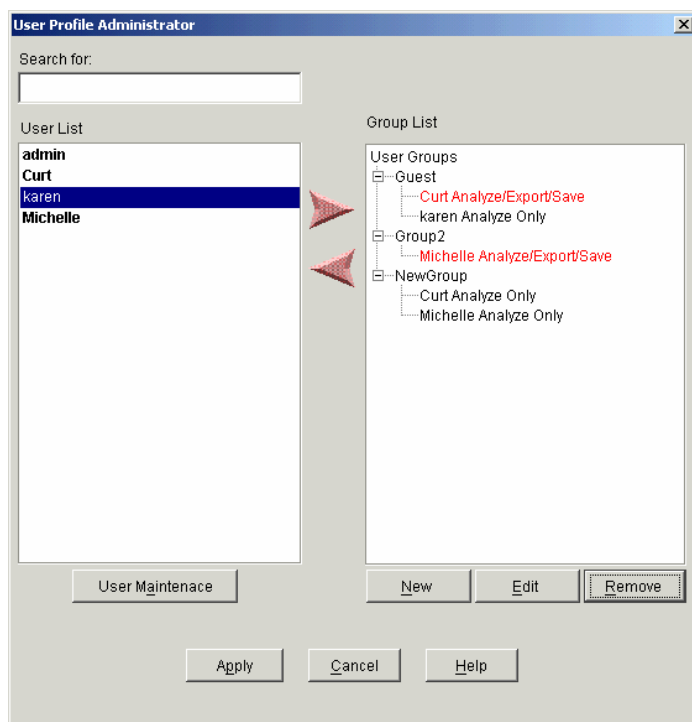 User Profile Administrator
Search for:
User List
admin
Curt
karen
Michelle
User Maintenace
Group List
User Groups
Guest
Curt Analyze/Export/Save
karen Analyze Only
Group2
Michelle Analyze/Export/Save
NewGroup
Curt Analyze Only
Michelle Analyze Only
New
Edit
Remove
Apply
Cancel
Help